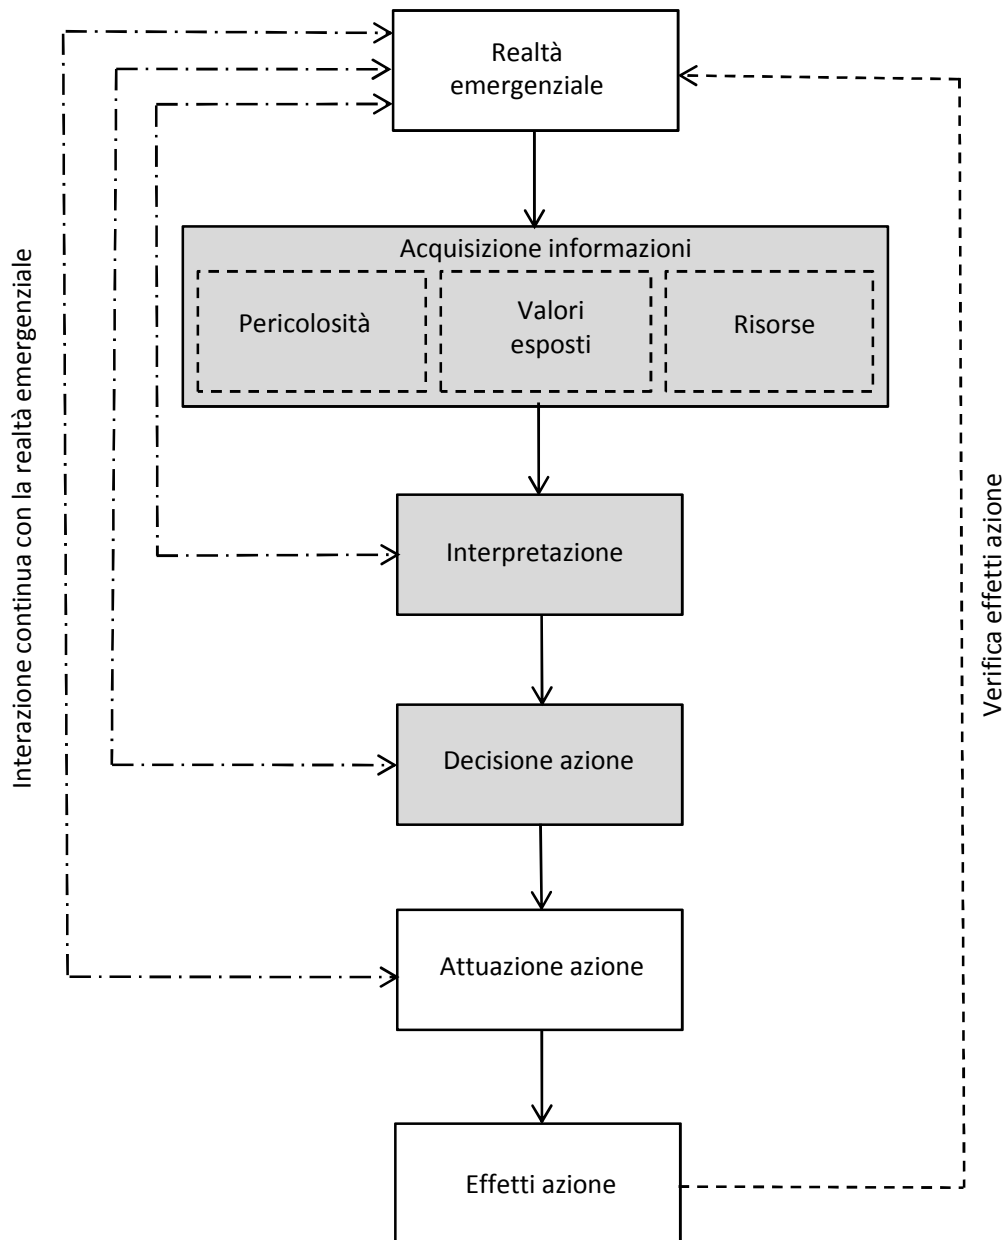 Realtà
emergenziale
Acquisizione informazioni
Pericolosità
Valori
esposti
Risorse
Interpretazione
Decisione azione
Attuazione azione
Effetti azione
Interazione continua con la realtà emergenziale
Verifica effetti azione